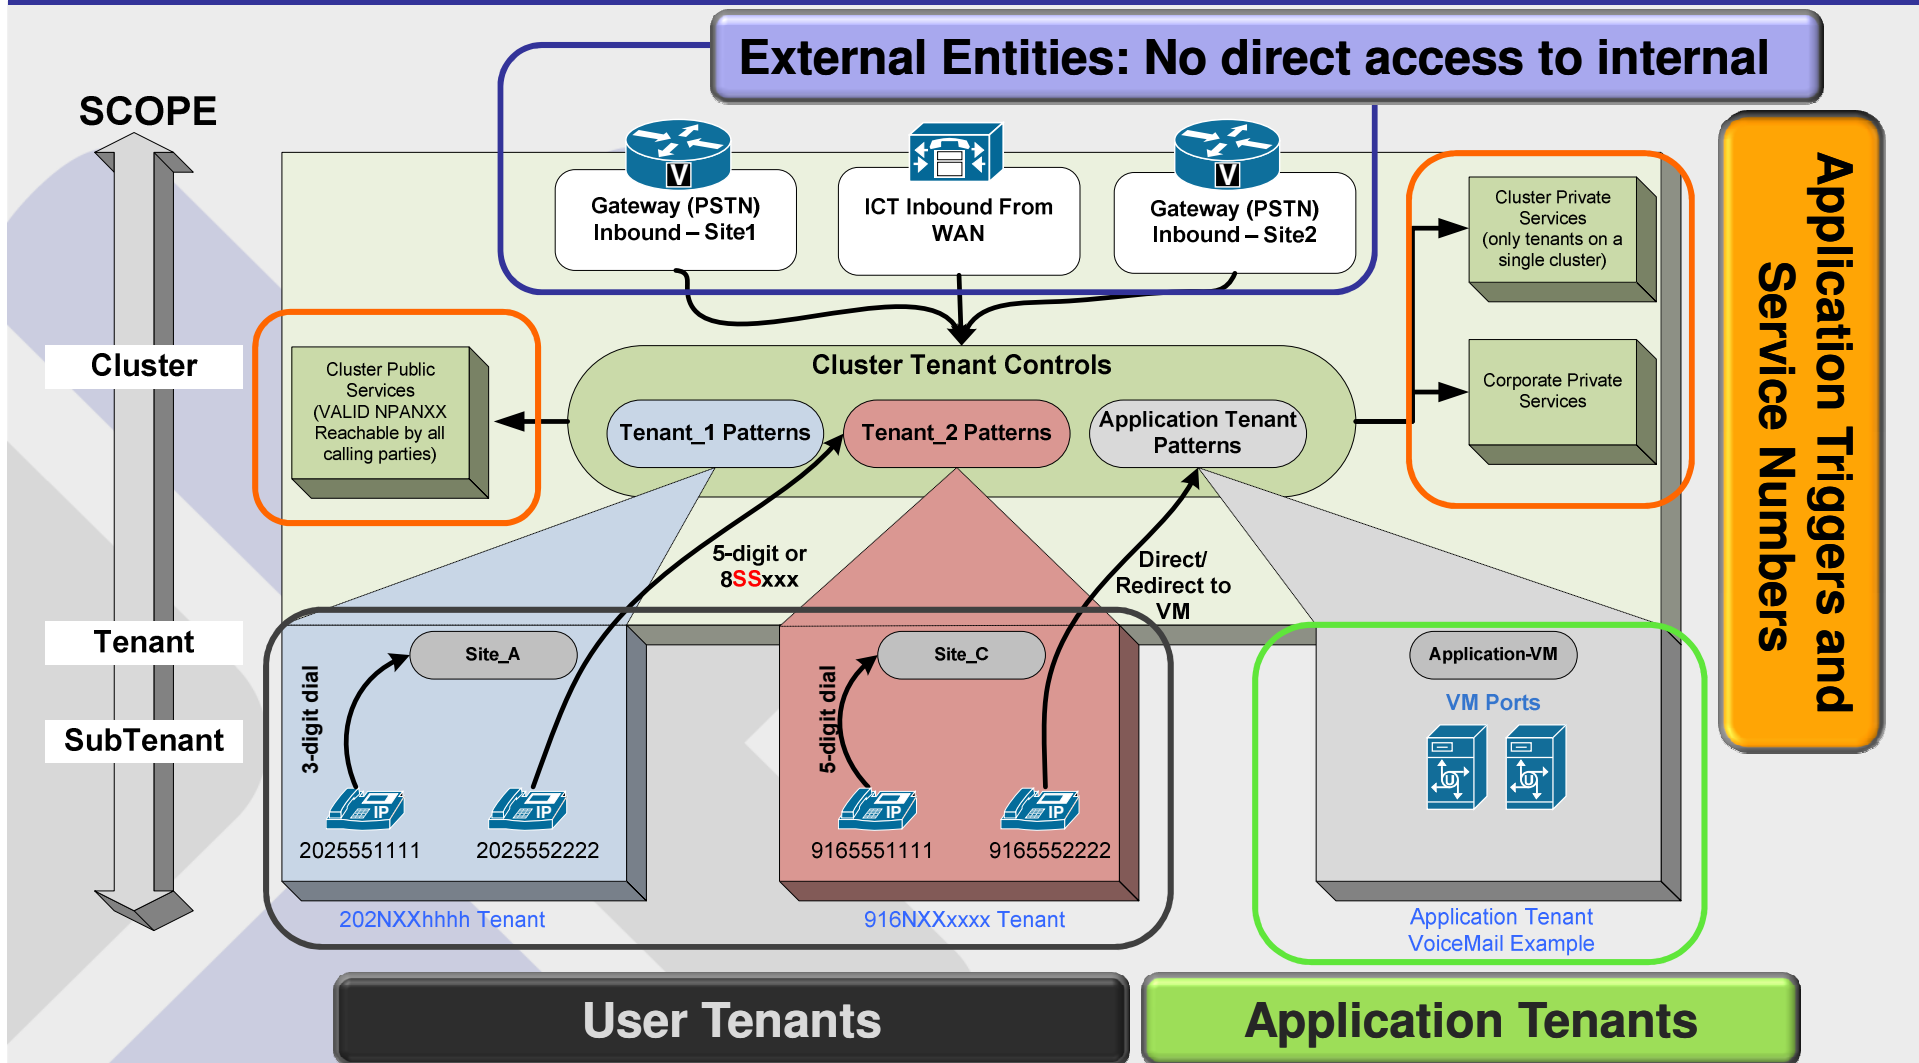 External Entities: No direct access to internal
SCOPE
Gateway (PSTN)
Inbound – Site1
ICT Inbound From
WAN
Gateway (PSTN)
Inbound – Site2
V
V
Cluster Private
Services
(only tenants on a
single cluster)
Application Triggers and
Service Numbers
Cluster
Cluster Public
Services
(VALID NPANXX
Reachable by all
calling parties)
Cluster Tenant Controls
Tenant_1 Patterns
Tenant_2 Patterns
Application Tenant
Patterns
Corporate Private
Services
5-digit or
8SSxxx
Direct/
Redirect to
VM
Tenant
SubTenant
Site_A
3-digit dial
IP
IP
2025551111
2025552222
202NXXhhhh Tenant
Site_C
5-digit dial
IP
IP
9165551111
9165552222
916NXXxxxx Tenant
Application-VM
VM Ports
U
U
Application Tenant
VoiceMail Example
User Tenants
Application Tenants